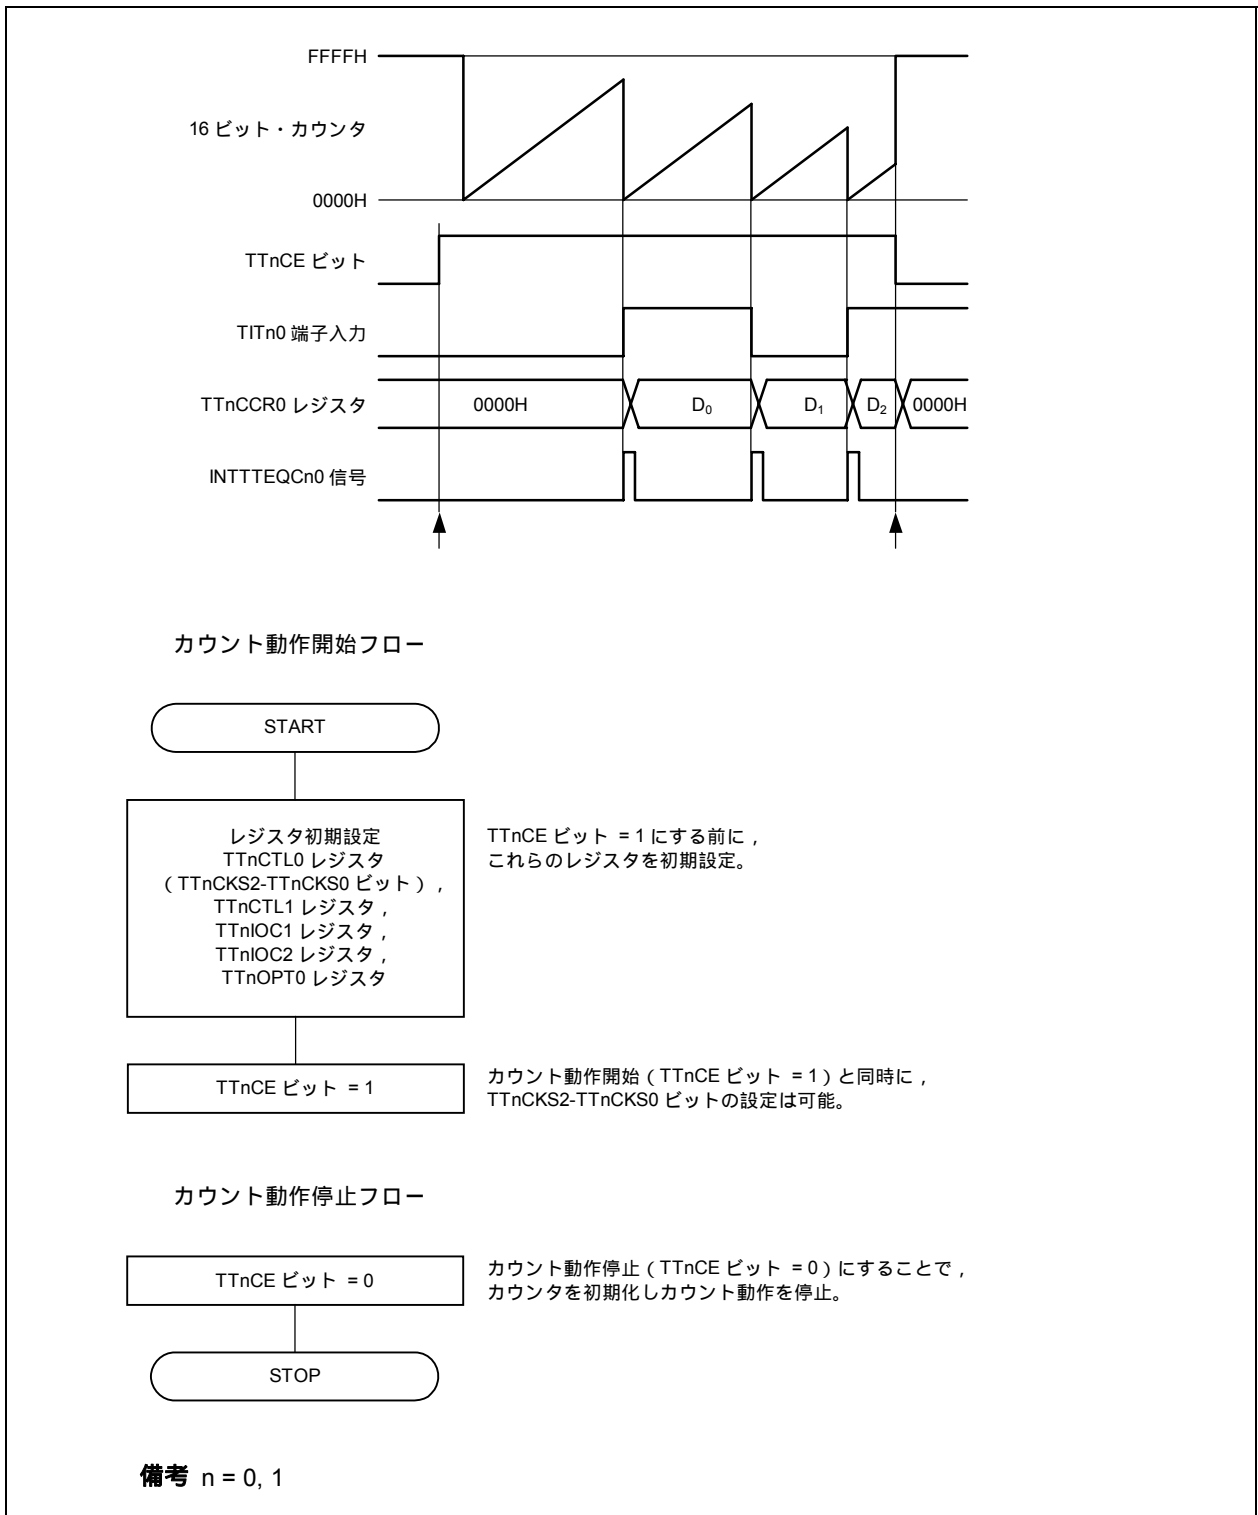 FFFFH
16 ビット・カウンタ
0000H
TTnCE ビット
TITn0 端子入力
TTnCCR0 レジスタ
0000H
D0
D1
D2
0000H
INTTTEQCn0 信号
カウント動作開始フロー
START
レジスタ初期設定
TTnCTL0 レジスタ
（TTnCKS2-TTnCKS0 ビット），
TTnCTL1 レジスタ，
TTnIOC1 レジスタ，
TTnIOC2 レジスタ，
TTnOPT0 レジスタ
TTnCE ビット = 1 にする前に，
これらのレジスタを初期設定。
TTnCE ビット = 1
カウント動作開始（TTnCE ビット = 1）と同時に，
TTnCKS2-TTnCKS0 ビットの設定は可能。
カウント動作停止フロー
TTnCE ビット = 0
カウント動作停止（TTnCE ビット = 0）にすることで，
カウンタを初期化しカウント動作を停止。
STOP
備考 n = 0, 1